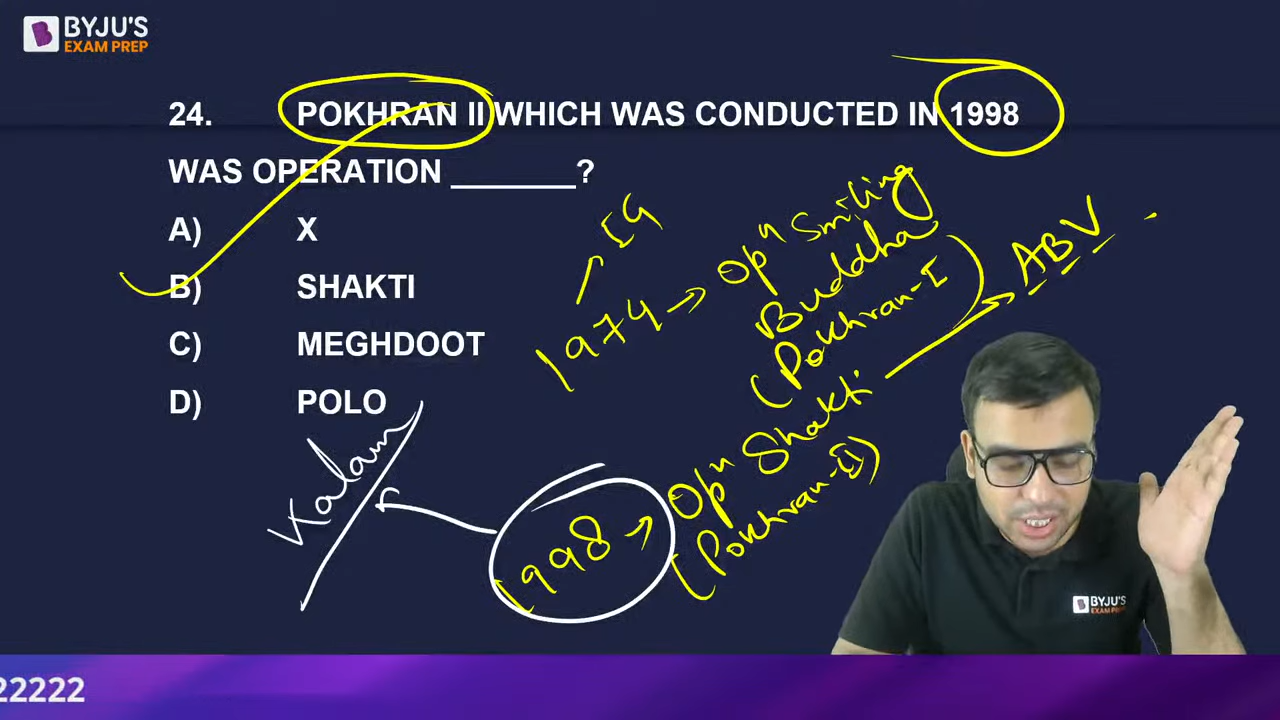 BYJU'S
EXAM PREP
24. POKHRAN II WHICH WAS CONDUCTED IN 1998
WAS OPERATION _______?
A) X
B) SHAKTI
C) MEGHDOOT
D) POLO
IG
1974 → Opⁿ Smiling
Buddha
(Pokhran-I)
ABV
1998 → Opⁿ Shakti
(Pokhran-II)
Kalam
BYJU'S
EXAM PREP
22222